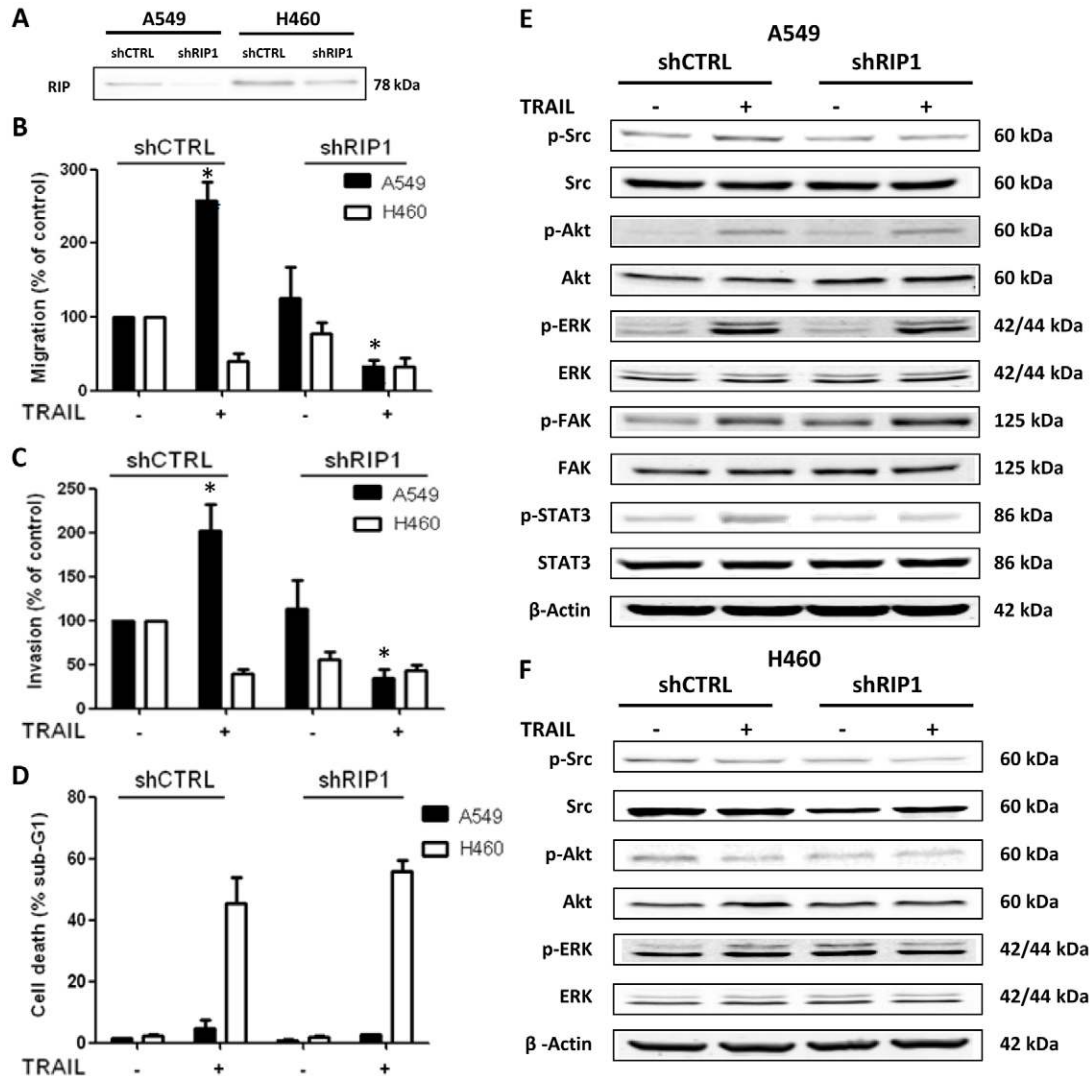 A
A549 H460
shCTRL shRIP1 shCTRL shRIP1
RIP 78 kDa
B
shCTRL shRIP1
Migration (% of control)
300
200
100
0
A549
H460
* *
TRAIL - + - +
C
shCTRL shRIP1
Invasion (% of control)
250
200
150
100
50
0
A549
H460
* *
TRAIL - + - +
D
shCTRL shRIP1
Cell death (% sub-G1)
80
60
40
20
0
A549
H460
TRAIL - + - +
E
A549
shCTRL shRIP1
TRAIL - + - +
p-Src 60 kDa
Src 60 kDa
p-Akt 60 kDa
Akt 60 kDa
p-ERK 42/44 kDa
ERK 42/44 kDa
p-FAK 125 kDa
FAK 125 kDa
p-STAT3 86 kDa
STAT3 86 kDa
β-Actin 42 kDa
F
H460
shCTRL shRIP1
TRAIL - + - +
p-Src 60 kDa
Src 60 kDa
p-Akt 60 kDa
Akt 60 kDa
p-ERK 42/44 kDa
ERK 42/44 kDa
β -Actin 42 kDa